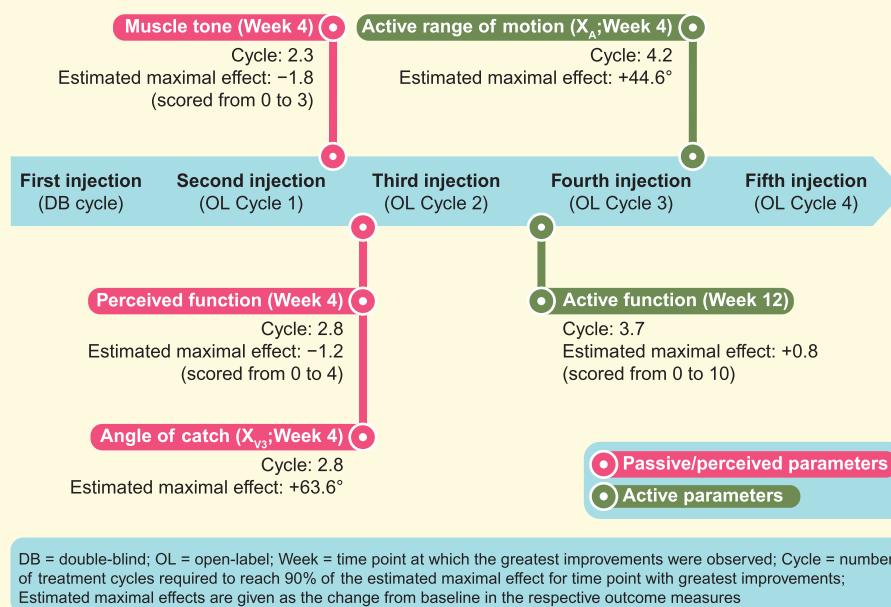 Muscle tone (Week 4)
Cycle: 2.3
Estimated maximal effect: −1.8
(scored from 0 to 3)
Active range of motion (XA;Week 4)
Cycle: 4.2
Estimated maximal effect: +44.6°
First injection
(DB cycle)
Second injection
(OL Cycle 1)
Third injection
(OL Cycle 2)
Fourth injection
(OL Cycle 3)
Fifth injection
(OL Cycle 4)
Perceived function (Week 4)
Cycle: 2.8
Estimated maximal effect: −1.2
(scored from 0 to 4)
Active function (Week 12)
Cycle: 3.7
Estimated maximal effect: +0.8
(scored from 0 to 10)
Angle of catch (XV3;Week 4)
Cycle: 2.8
Estimated maximal effect: +63.6°
Passive/perceived parameters
Active parameters
DB = double-blind; OL = open-label; Week = time point at which the greatest improvements were observed; Cycle = number
of treatment cycles required to reach 90% of the estimated maximal effect for time point with greatest improvements;
Estimated maximal effects are given as the change from baseline in the respective outcome measures